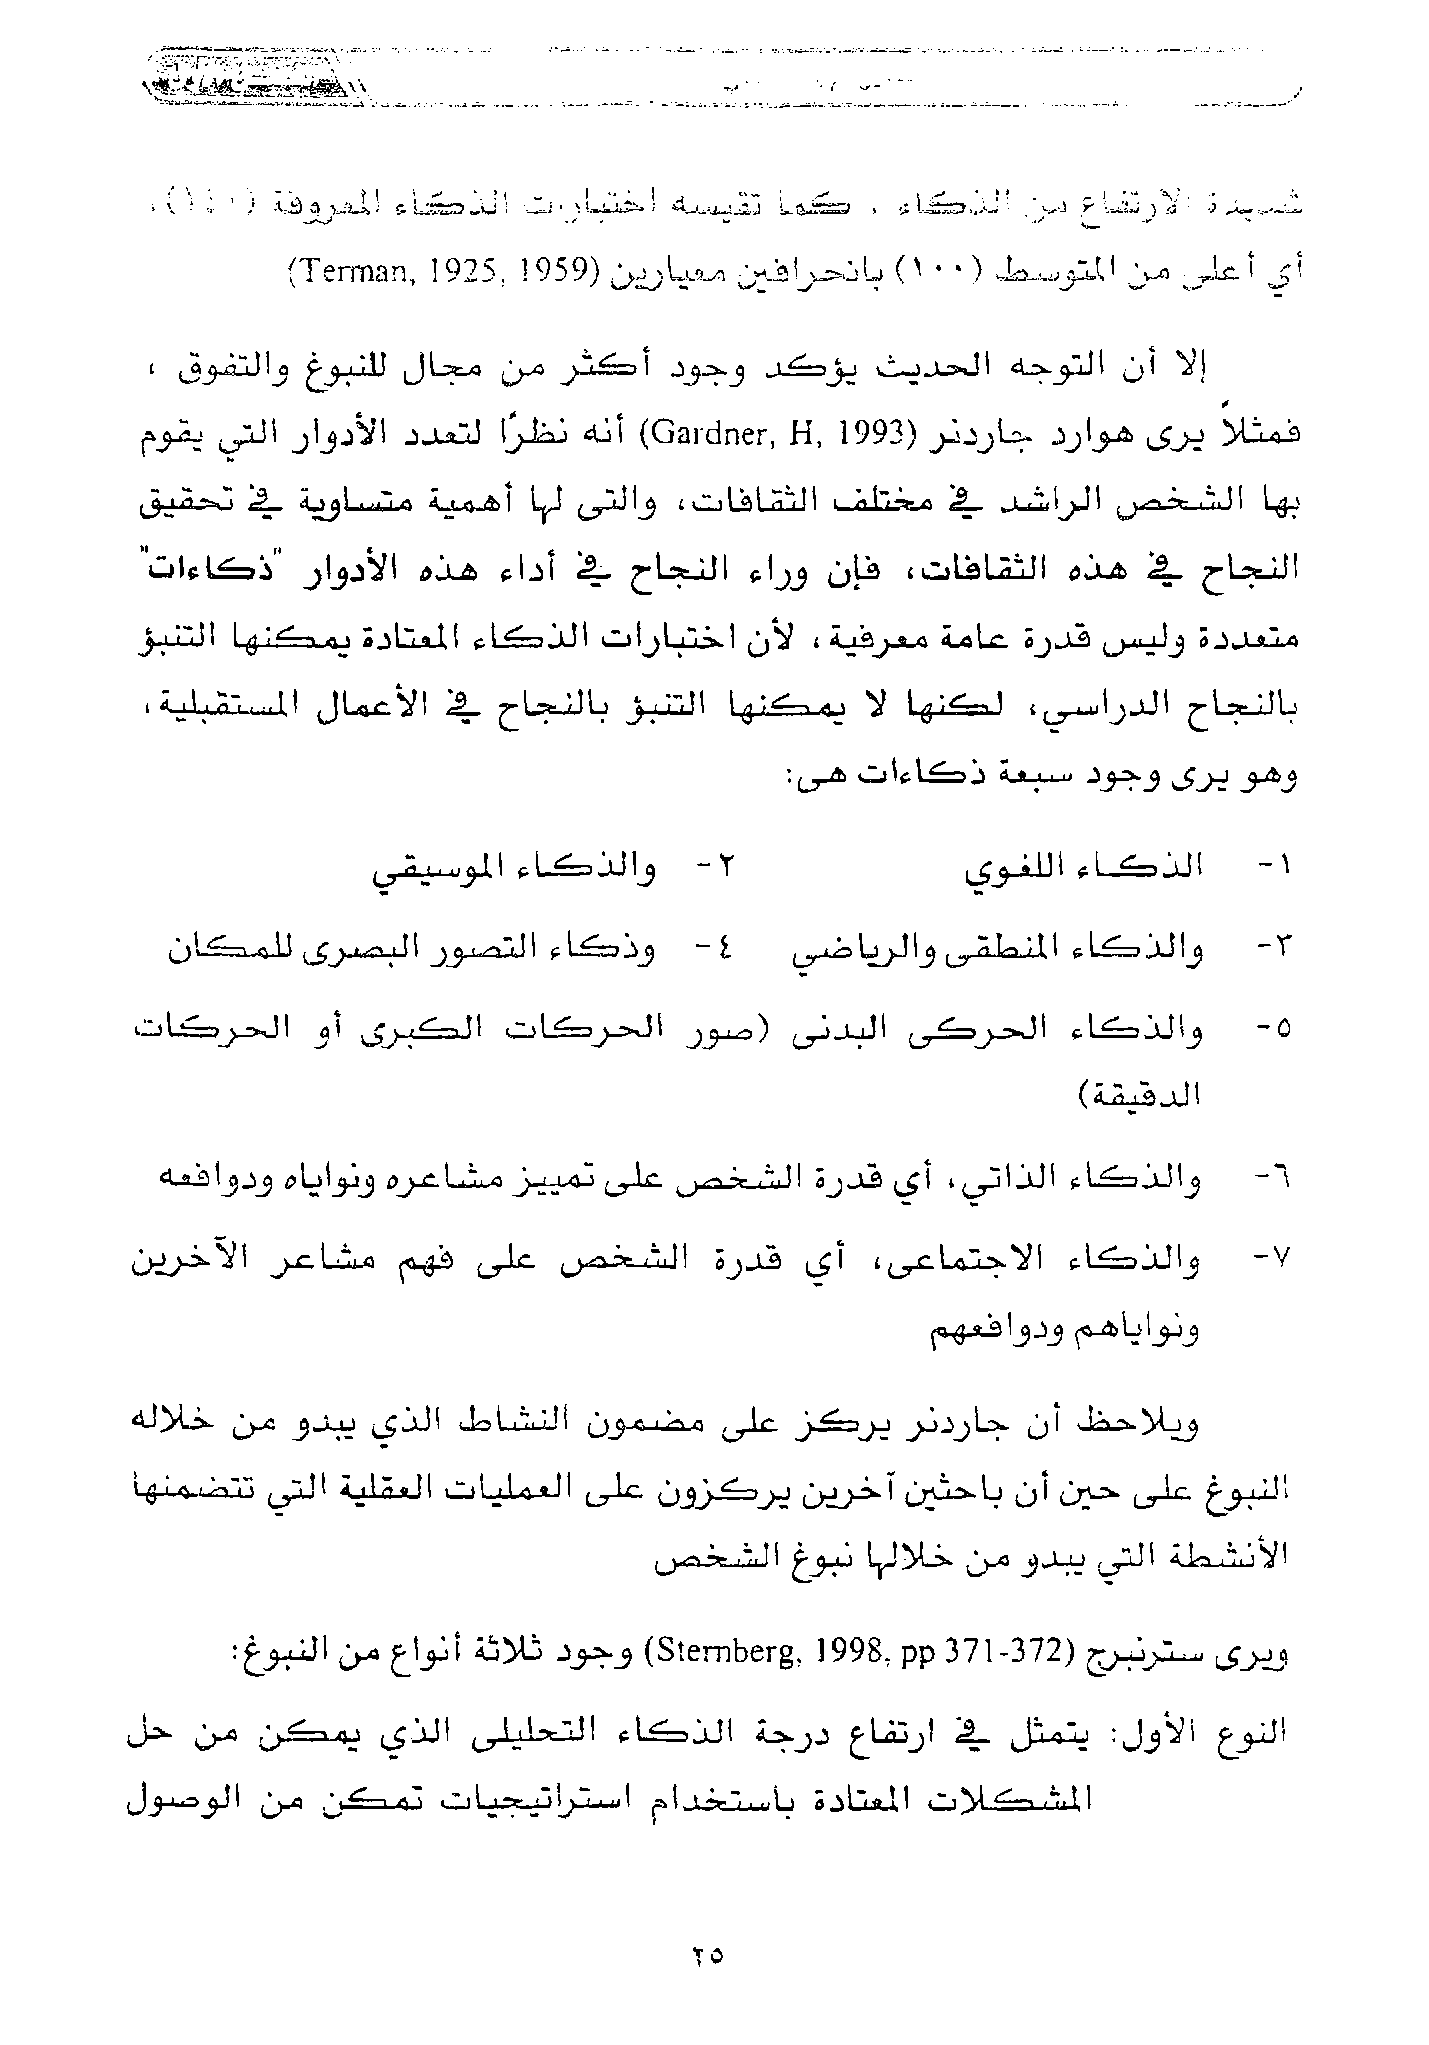 شديدة الارتفاع من الذكاء ، كما تقيسه اختبارات الذكاء المعروفة (١٤٠)،
أي أعلى من المتوسط (١٠٠) بانحرافين معيارين (Terman, 1925, 1959)
إلا أن التوجه الحديث يؤكد وجود أكثر من مجال للنبوغ والتفوق ،
فمثلاً يرى هوارد جاردنر (Gardner, H, 1993) أنه نظرًا لتعدد الأدوار التي يقوم
بها الشخص الراشد في مختلف الثقافات، والتى لها أهمية متساوية في تحقيق
النجاح في هذه الثقافات، فإن وراء النجاح في أداء هذه الأدوار "ذكاءات"
متعددة وليس قدرة عامة معرفية، لأن اختبارات الذكاء المعتادة يمكنها التنبؤ
بالنجاح الدراسي، لكنها لا يمكنها التنبؤ بالنجاح في الأعمال المستقبلية،
وهو يرى وجود سبعة ذكاءات هى:
١- الذكاء اللغوي ٢- والذكاء الموسيقي
٣- والذكاء المنطقى والرياضي ٤- وذكاء التصور البصرى للمكان
٥- والذكاء الحركى البدنى (صور الحركات الكبرى أو الحركات
الدقيقة)
٦- والذكاء الذاتي، أي قدرة الشخص على تمييز مشاعره ونواياه ودوافعه
٧- والذكاء الاجتماعى، أي قدرة الشخص على فهم مشاعر الآخرين
ونواياهم ودوافعهم
ويلاحظ أن جاردنر يركز على مضمون النشاط الذي يبدو من خلاله
النبوغ على حين أن باحثين آخرين يركزون على العمليات العقلية التي تتضمنها
الأنشطة التي يبدو من خلالها نبوغ الشخص
ويرى سترنبرج (Sternberg, 1998, pp 371-372) وجود ثلاثة أنواع من النبوغ:
النوع الأول: يتمثل في ارتفاع درجة الذكاء التحليلى الذي يمكن من حل
المشكلات المعتادة باستخدام استراتيجيات تمكن من الوصول
٢٥